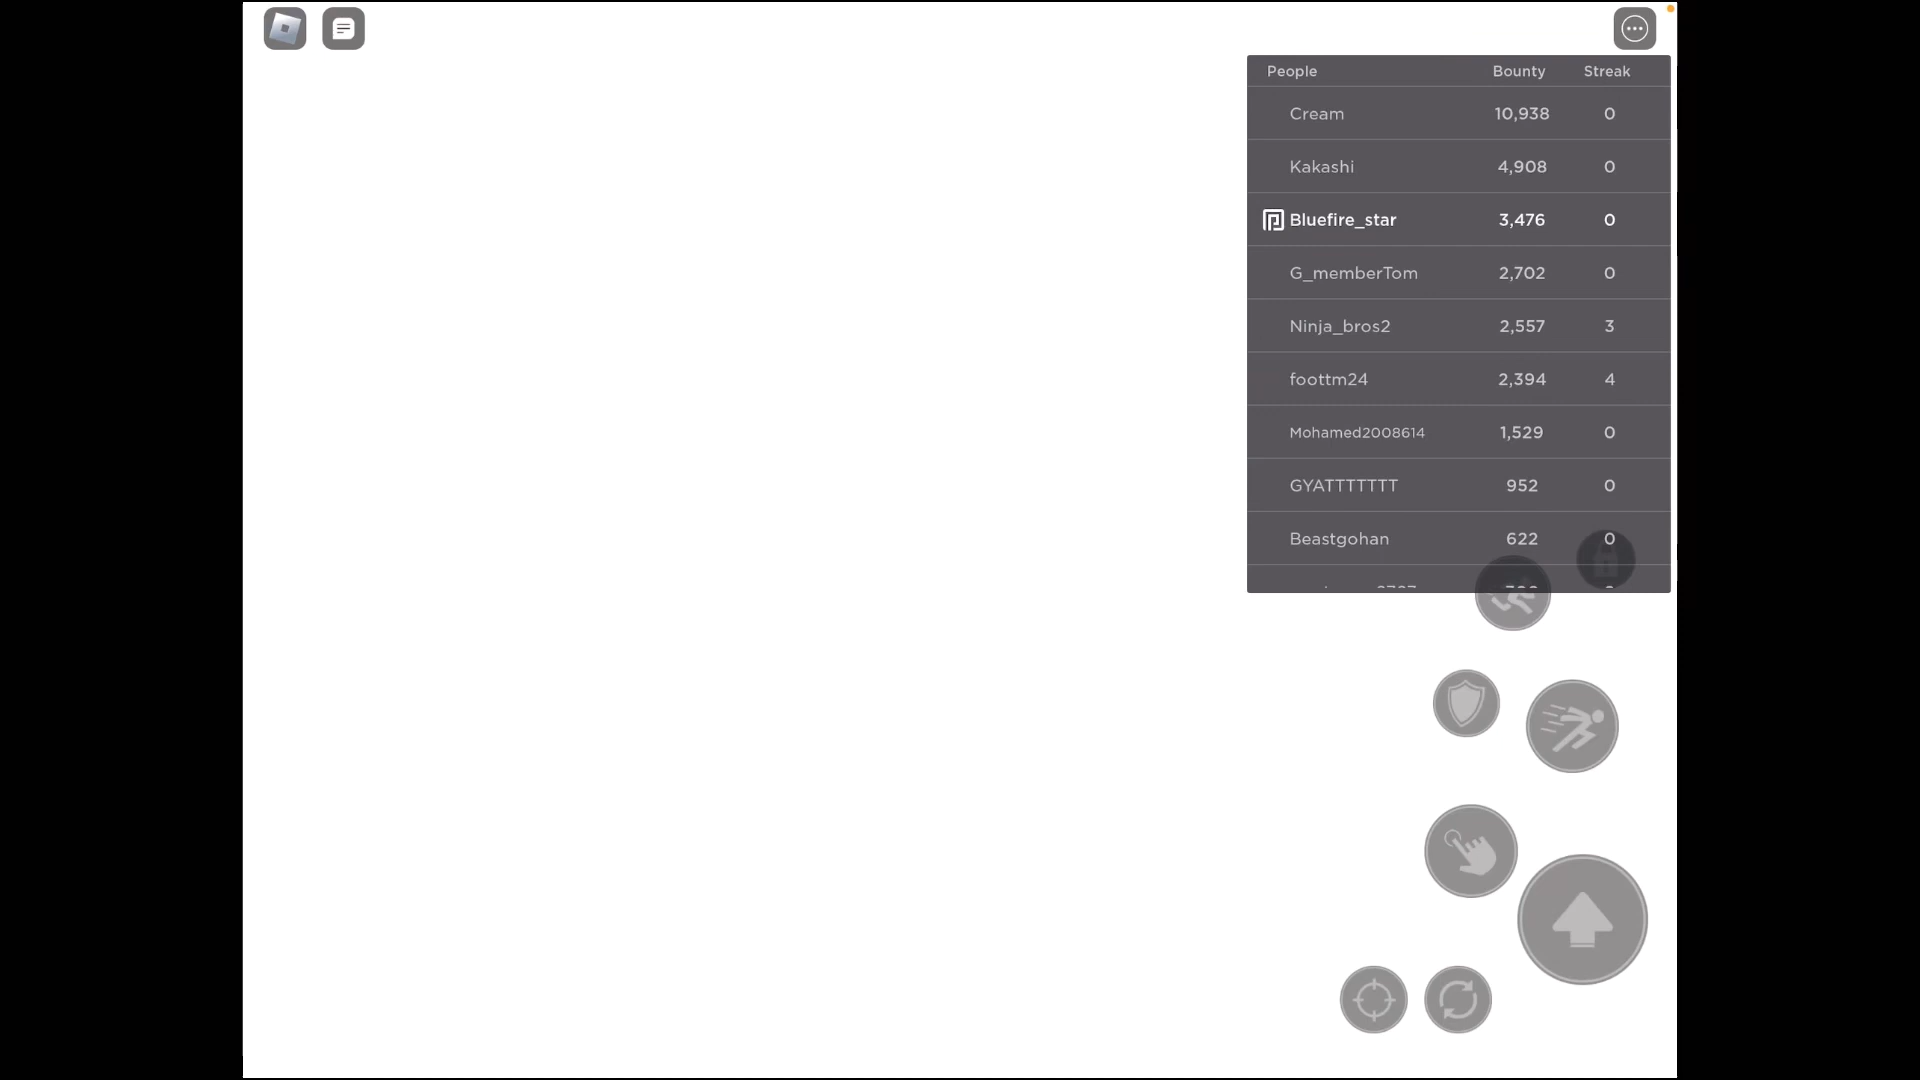 People Bounty Streak
Cream 10,938 0
Kakashi 4,908 0
Bluefire_star 3,476 0
G_memberTom 2,702 0
Ninja_bros2 2,557 3
foottm24 2,394 4
Mohamed2008614 1,529 0
GYATTTTTTT 952 0
Beastgohan 622 0